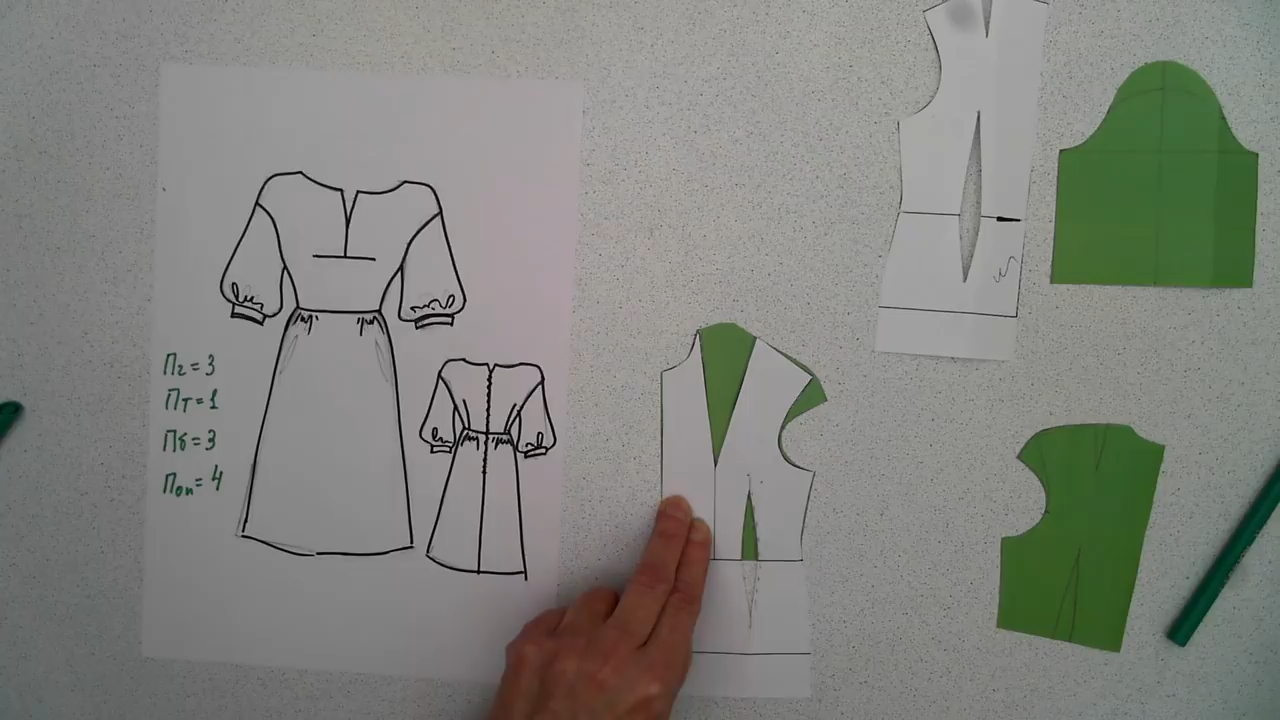 Пг = 3
Пт = 1
Пб = 3
Поп = 4